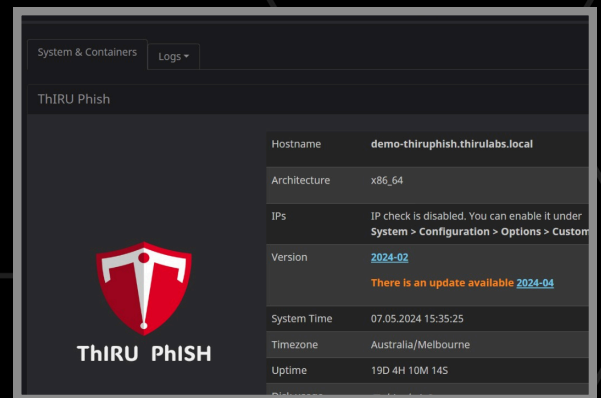 System & Containers
Logs
ThIRU Phish
Hostname
demo-thiruphish.thirulabs.local
Architecture
x86_64
IPs
IP check is disabled. You can enable it under
System > Configuration > Options > Custom
Version
2024-02
There is an update available 2024-04
System Time
07.05.2024 15:35:25
Timezone
Australia/Melbourne
Uptime
19D 4H 10M 14S
ThIRU PhISH